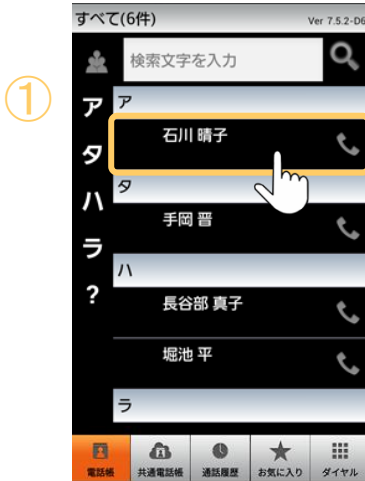 すべて(6件) Ver 7.5.2-D6
検索文字を入力
①
ア
タ
ハ
ラ
?
ア
石川 晴子
タ
手岡 晋
ハ
長谷部 真子
堀池 平
ラ
電話帳 共通電話帳 通話履歴 お気に入り ダイヤル